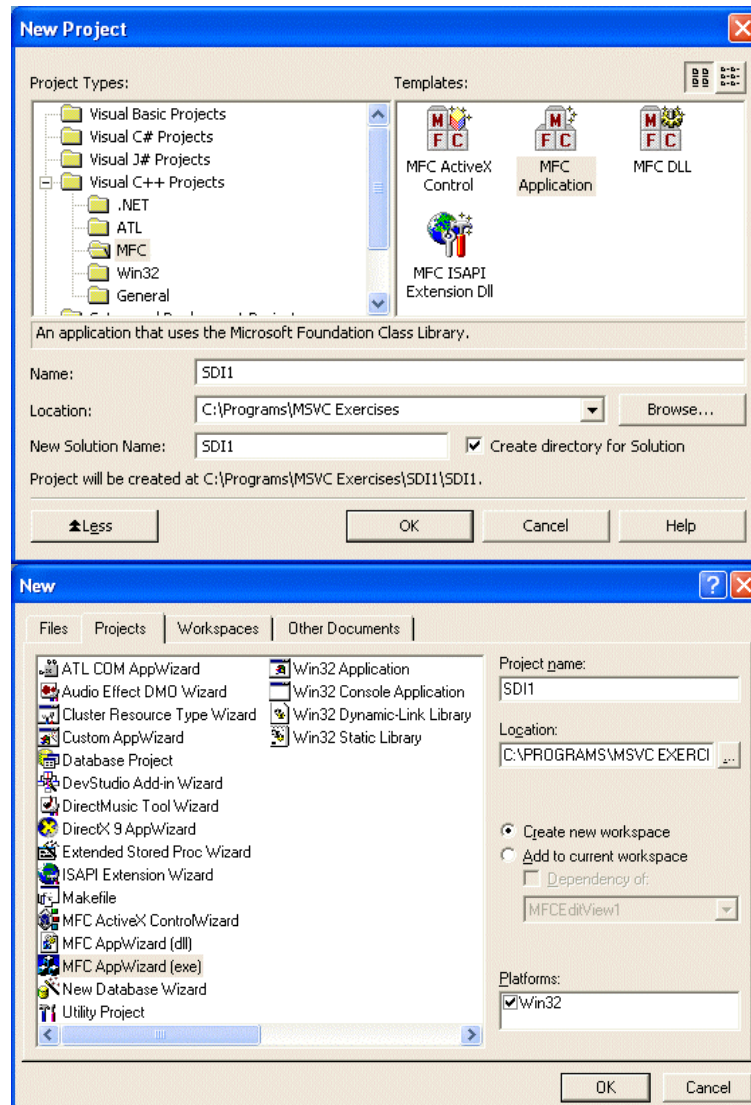 New Project
Project Types:
Templates:
Visual Basic Projects
Visual C# Projects
Visual J# Projects
Visual C++ Projects
.NET
ATL
MFC
Win32
General
MFC ActiveX Control
MFC Application
MFC DLL
MFC ISAPI Extension Dll
An application that uses the Microsoft Foundation Class Library.
Name:
SDI1
Location:
C:\Programs\MSVC Exercises
Browse...
New Solution Name:
SDI1
Create directory for Solution
Project will be created at C:\Programs\MSVC Exercises\SDI1\SDI1.
Less
OK
Cancel
Help
New
Files
Projects
Workspaces
Other Documents
ATL COM AppWizard
Audio Effect DMO Wizard
Cluster Resource Type Wizard
Custom AppWizard
Database Project
DevStudio Add-in Wizard
DirectMusic Tool Wizard
DirectX 9 AppWizard
Extended Stored Proc Wizard
ISAPI Extension Wizard
Makefile
MFC ActiveX ControlWizard
MFC AppWizard (dll)
MFC AppWizard (exe)
New Database Wizard
Utility Project
Win32 Application
Win32 Console Application
Win32 Dynamic-Link Library
Win32 Static Library
Project name:
SDI1
Location:
C:\PROGRAMS\MSVC EXERCI
...
Create new workspace
Add to current workspace
Dependency of:
MFCEditView1
Platforms:
Win32
OK
Cancel